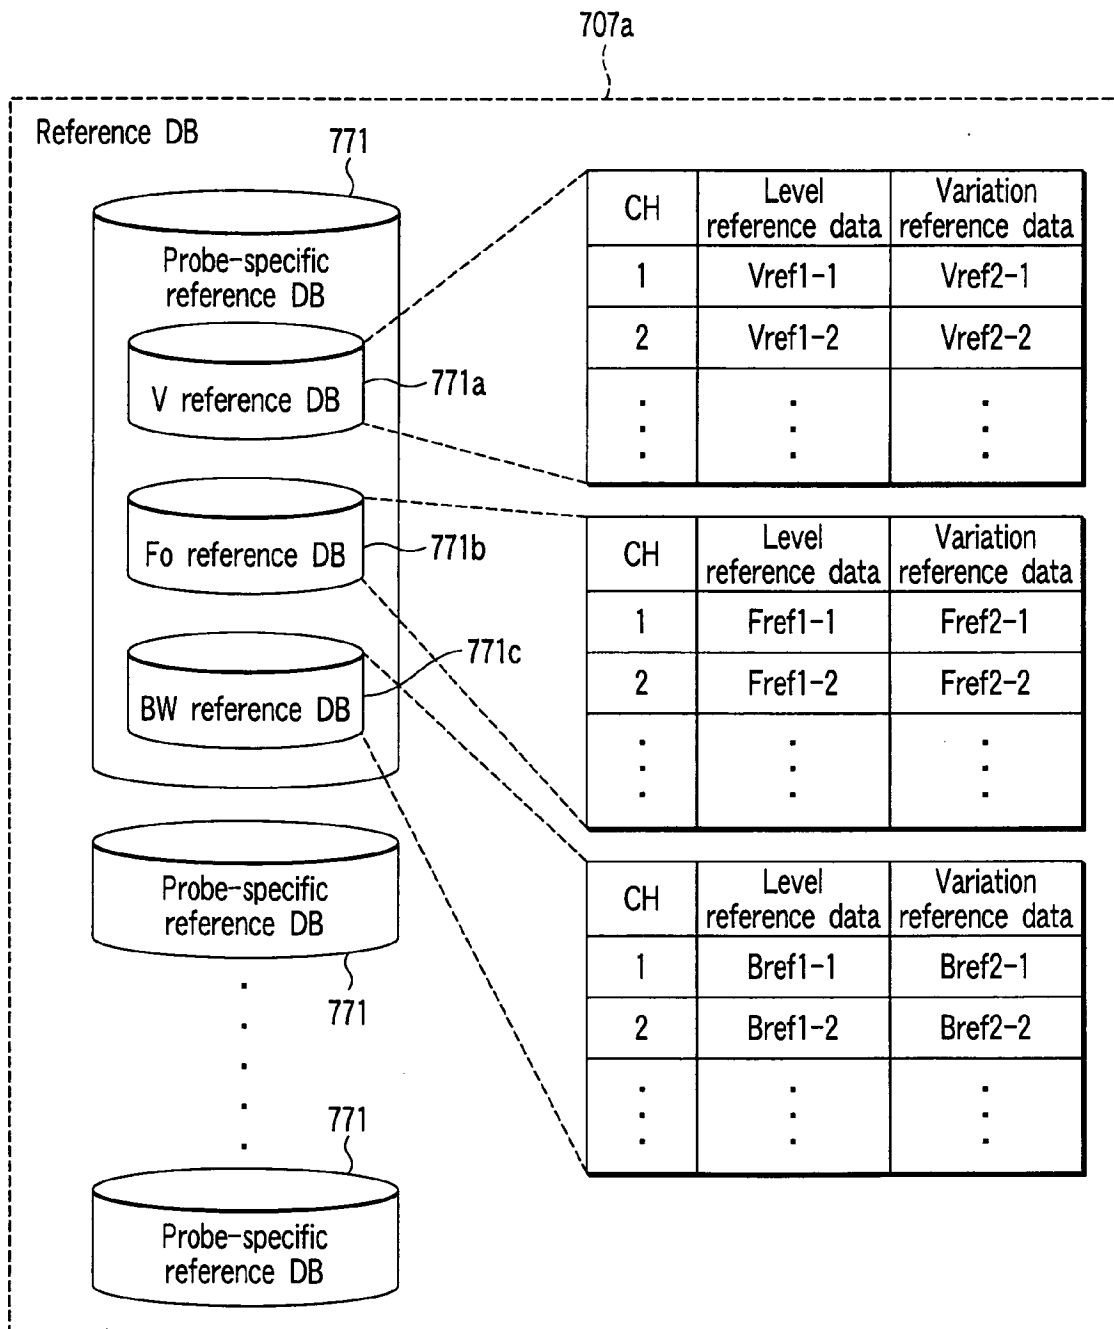 707a
Reference DB
771
Probe-specific
reference DB
V reference DB
771a
Fo reference DB
771b
BW reference DB
771c
Probe-specific
reference DB
771
771
Probe-specific
reference DB
CH Level reference data Variation reference data
1 Vref1-1 Vref2-1
2 Vref1-2 Vref2-2
CH Level reference data Variation reference data
1 Fref1-1 Fref2-1
2 Fref1-2 Fref2-2
CH Level reference data Variation reference data
1 Bref1-1 Bref2-1
2 Bref1-2 Bref2-2